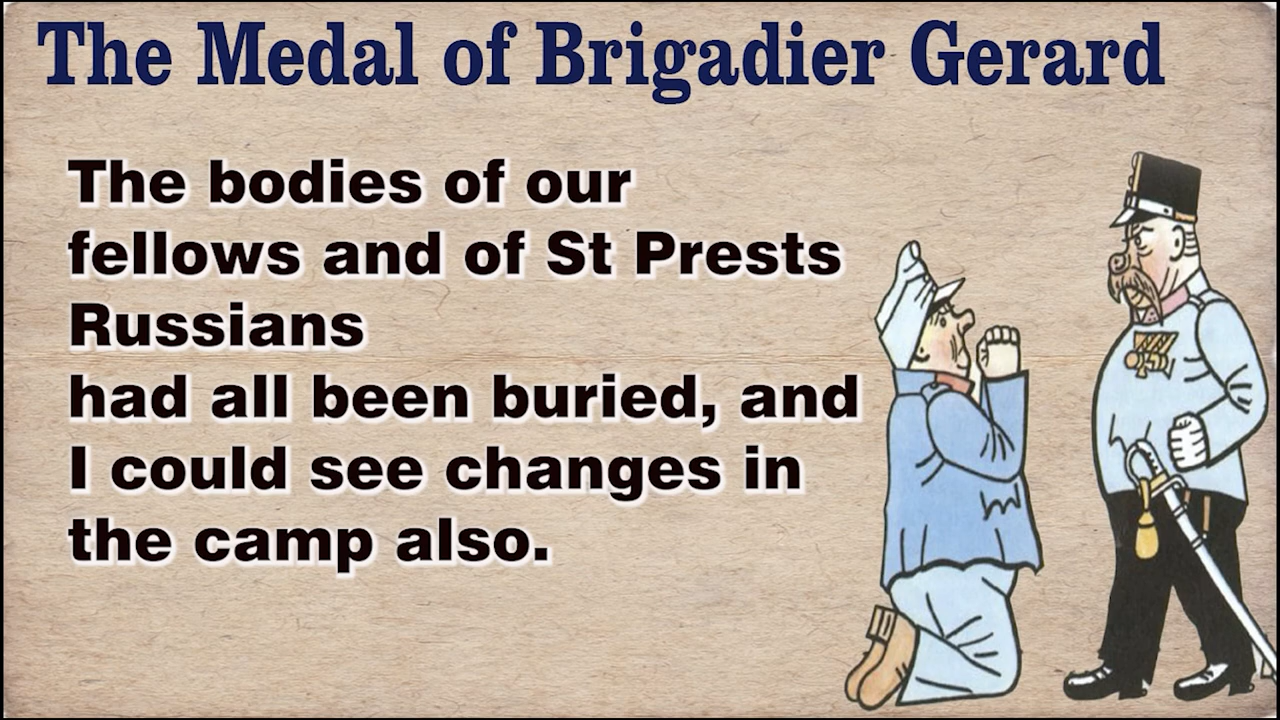 The Medal of Brigadier Gerard
The bodies of our
fellows and of St Prests
Russians
had all been buried, and
I could see changes in
the camp also.